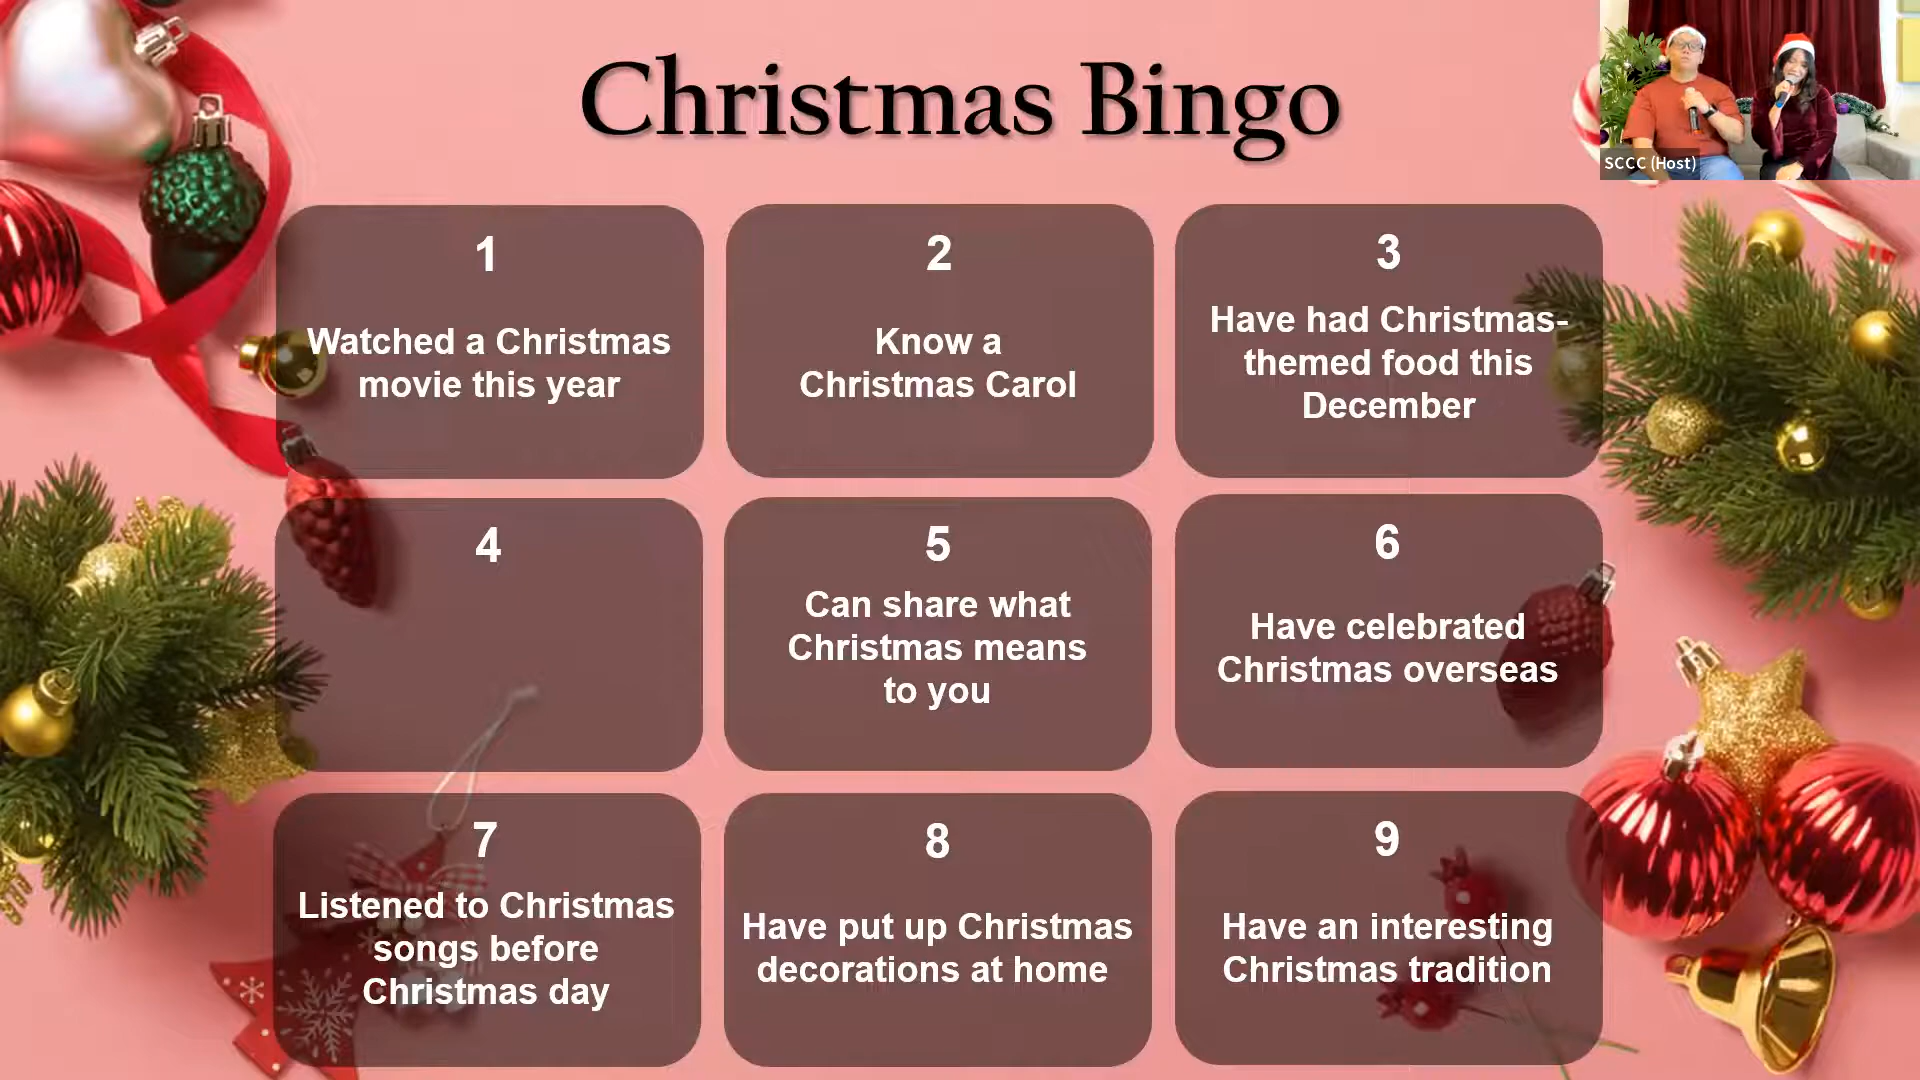 Christmas Bingo
SCCC (Host)
1
Watched a Christmas
movie this year
2
Know a
Christmas Carol
3
Have had Christmas-
themed food this
December
4
5
Can share what
Christmas means
to you
6
Have celebrated
Christmas overseas
7
Listened to Christmas
songs before
Christmas day
8
Have put up Christmas
decorations at home
9
Have an interesting
Christmas tradition